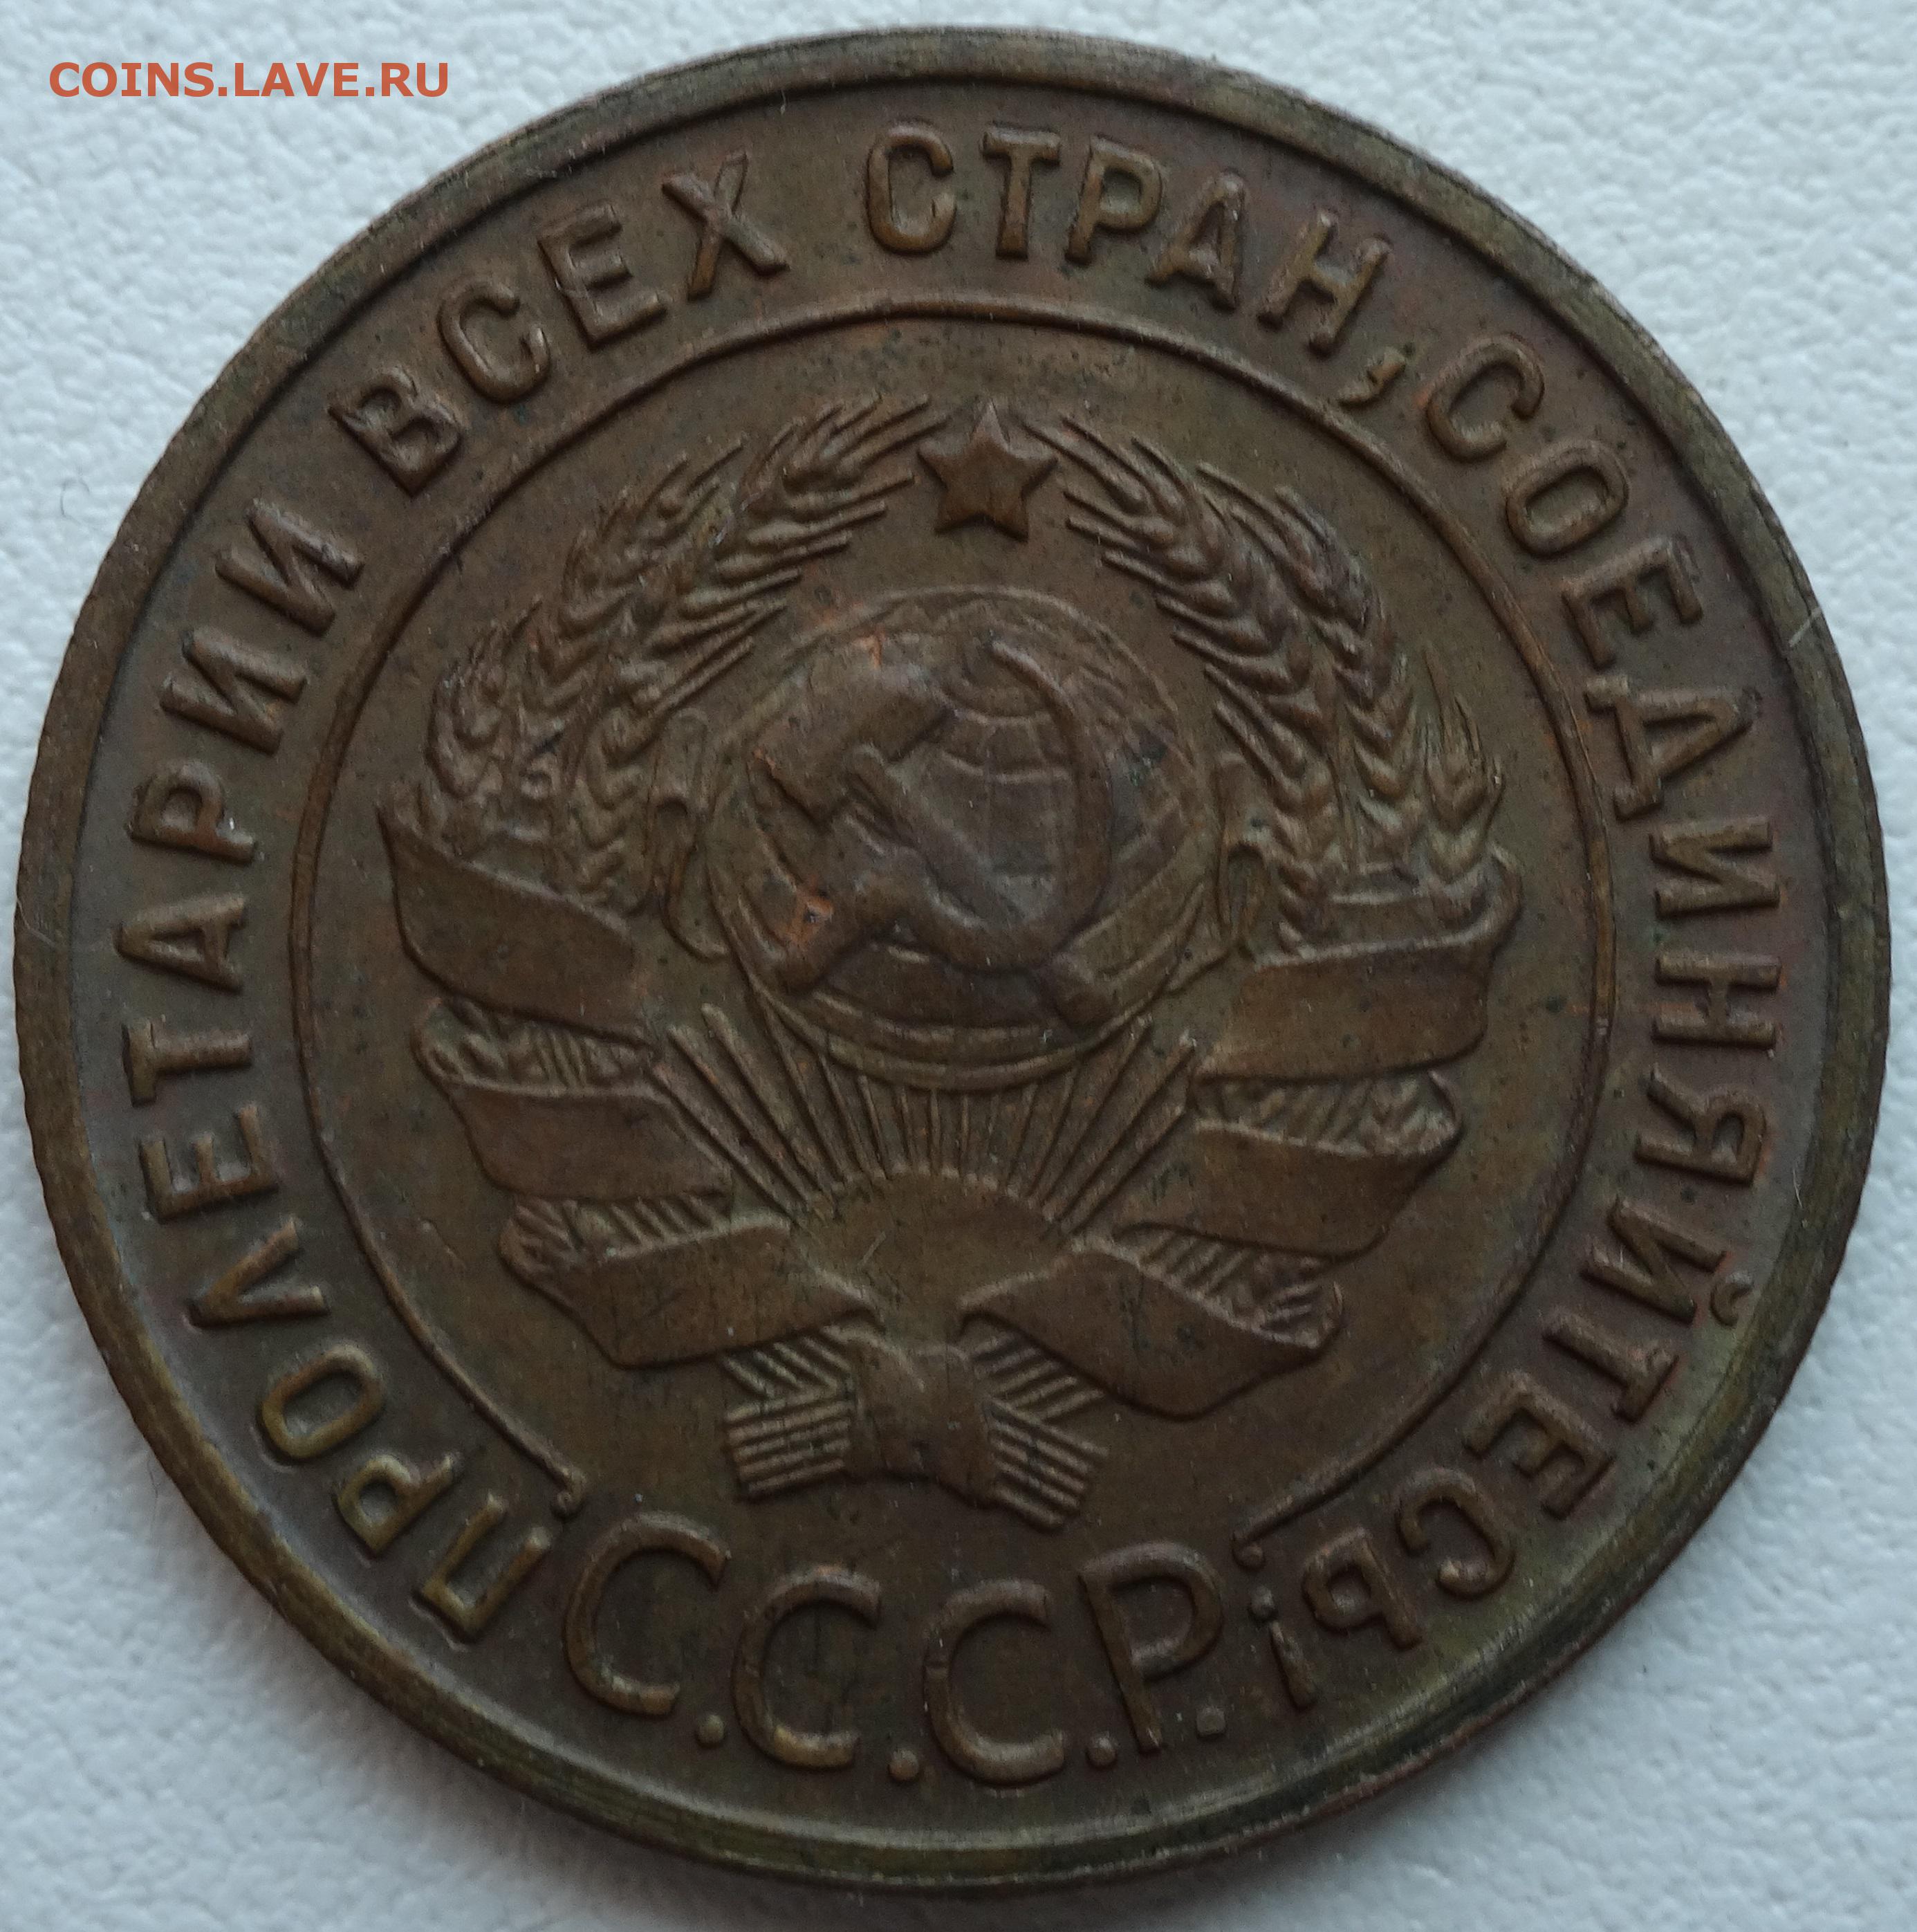 COINS.LAVE.RU
ПРОЛЕТАРИИ ВСЕХ СТРАН, СОЕДИНЯЙТЕСЬ!
С.С.С.Р.